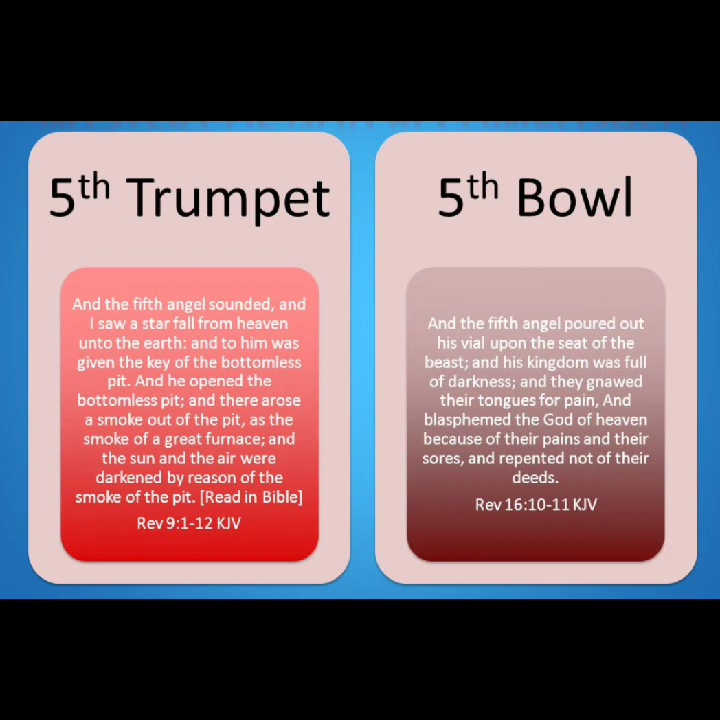 5th Trumpet
And the fifth angel sounded, and
I saw a star fall from heaven
unto the earth: and to him was
given the key of the bottomless
pit. And he opened the
bottomless pit; and there arose
a smoke out of the pit, as the
smoke of a great furnace; and
the sun and the air were
darkened by reason of the
smoke of the pit. [Read in Bible]
Rev 9:1-12 KJV
5th Bowl
And the fifth angel poured out
his vial upon the seat of the
beast; and his kingdom was full
of darkness; and they gnawed
their tongues for pain, And
blasphemed the God of heaven
because of their pains and their
sores, and repented not of their
deeds.
Rev 16:10-11 KJV